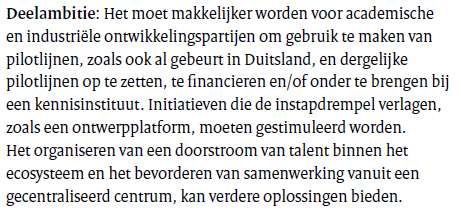 Deelambitie: Het moet makkelijker worden voor academische
en industriële ontwikkelingspartijen om gebruik te maken van
pilotlijnen, zoals ook al gebeurt in Duitsland, en dergelijke
pilotlijnen op te zetten, te financieren en/of onder te brengen bij
een kennisinstituut. Initiatieven die de instapdrempel verlagen,
zoals een ontwerpplatform, moeten gestimuleerd worden.
Het organiseren van een doorstroom van talent binnen het
ecosysteem en het bevorderen van samenwerking vanuit een
gecentraliseerd centrum, kan verdere oplossingen bieden.